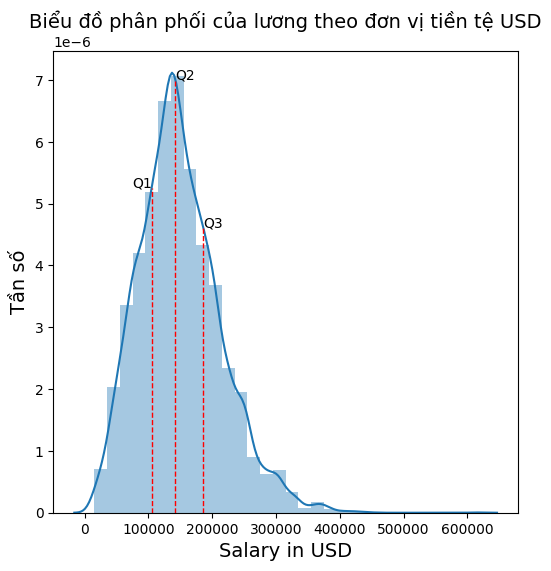 Biểu đồ phân phối của lương theo đơn vị tiền tệ USD
1e−6
7
6
5
4
3
2
1
0
Tần số
Q1
Q2
Q3
0
100000
200000
300000
400000
500000
600000
Salary in USD